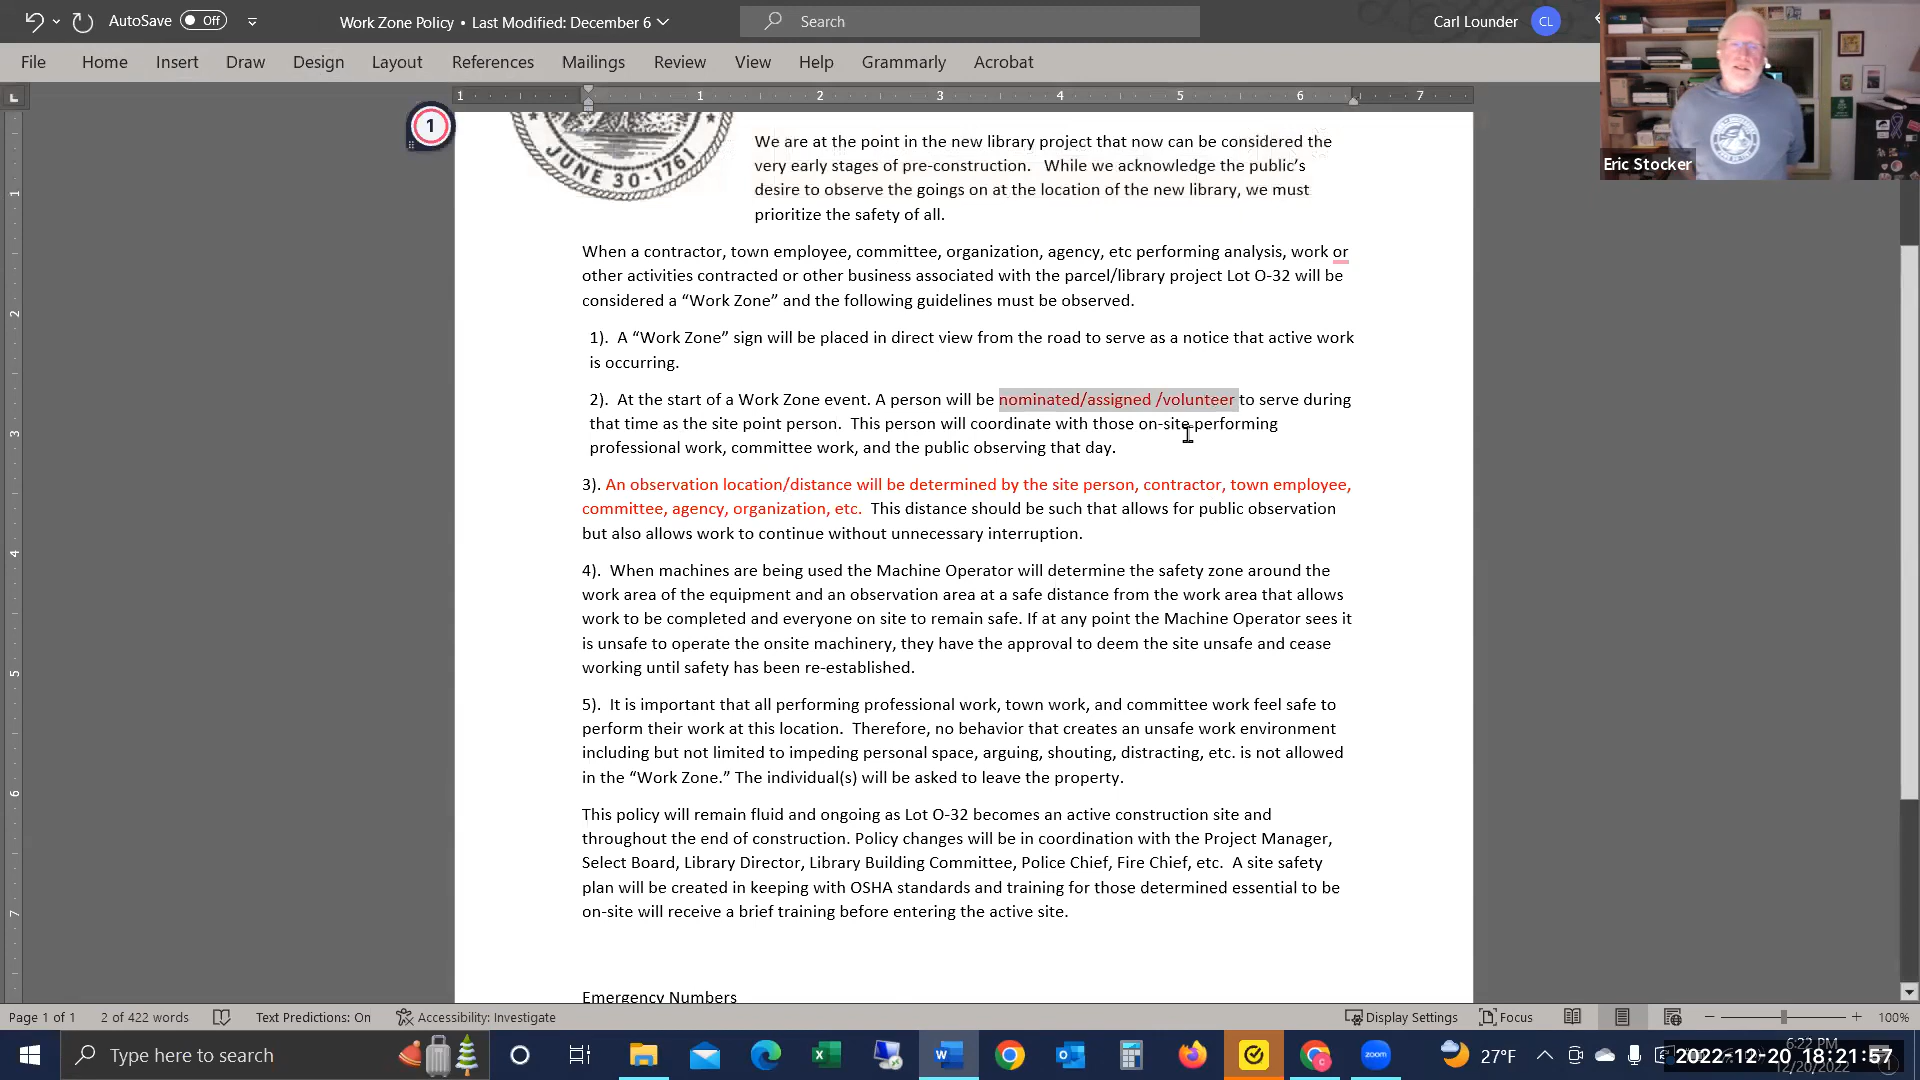 AutoSave Off
Work Zone Policy • Last Modified: December 6
Search
Carl Lounder CL
File Home Insert Draw Design Layout References Mailings Review View Help Grammarly Acrobat
L
1 1 2 3 4 5 6 7
1
Eric Stocker
JUNE 30-1761
We are at the point in the new library project that now can be considered the
very early stages of pre-construction.   While we acknowledge the public’s
desire to observe the goings on at the location of the new library, we must
prioritize the safety of all.
When a contractor, town employee, committee, organization, agency, etc performing analysis, work or
other activities contracted or other business associated with the parcel/library project Lot O-32 will be
considered a “Work Zone” and the following guidelines must be observed.
1).  A “Work Zone” sign will be placed in direct view from the road to serve as a notice that active work
is occurring.
2).  At the start of a Work Zone event. A person will be nominated/assigned /volunteer to serve during
that time as the site point person.  This person will coordinate with those on-site performing
professional work, committee work, and the public observing that day.
3). An observation location/distance will be determined by the site person, contractor, town employee,
committee, agency, organization, etc.  This distance should be such that allows for public observation
but also allows work to continue without unnecessary interruption.
4).  When machines are being used the Machine Operator will determine the safety zone around the
work area of the equipment and an observation area at a safe distance from the work area that allows
work to be completed and everyone on site to remain safe. If at any point the Machine Operator sees it
is unsafe to operate the onsite machinery, they have the approval to deem the site unsafe and cease
working until safety has been re-established.
5).  It is important that all performing professional work, town work, and committee work feel safe to
perform their work at this location.  Therefore, no behavior that creates an unsafe work environment
including but not limited to impeding personal space, arguing, shouting, distracting, etc. is not allowed
in the “Work Zone.” The individual(s) will be asked to leave the property.
This policy will remain fluid and ongoing as Lot O-32 becomes an active construction site and
throughout the end of construction. Policy changes will be in coordination with the Project Manager,
Select Board, Library Director, Library Building Committee, Police Chief, Fire Chief, etc.  A site safety
plan will be created in keeping with OSHA standards and training for those determined essential to be
on-site will receive a brief training before entering the active site.
Emergency Numbers
1
2
3
4
5
6
7
Page 1 of 1 2 of 422 words Text Predictions: On Accessibility: Investigate Display Settings Focus 100%
Type here to search
zoom
27°F
6:22 PM
12/20/2022
2022-12-20 18:21:57